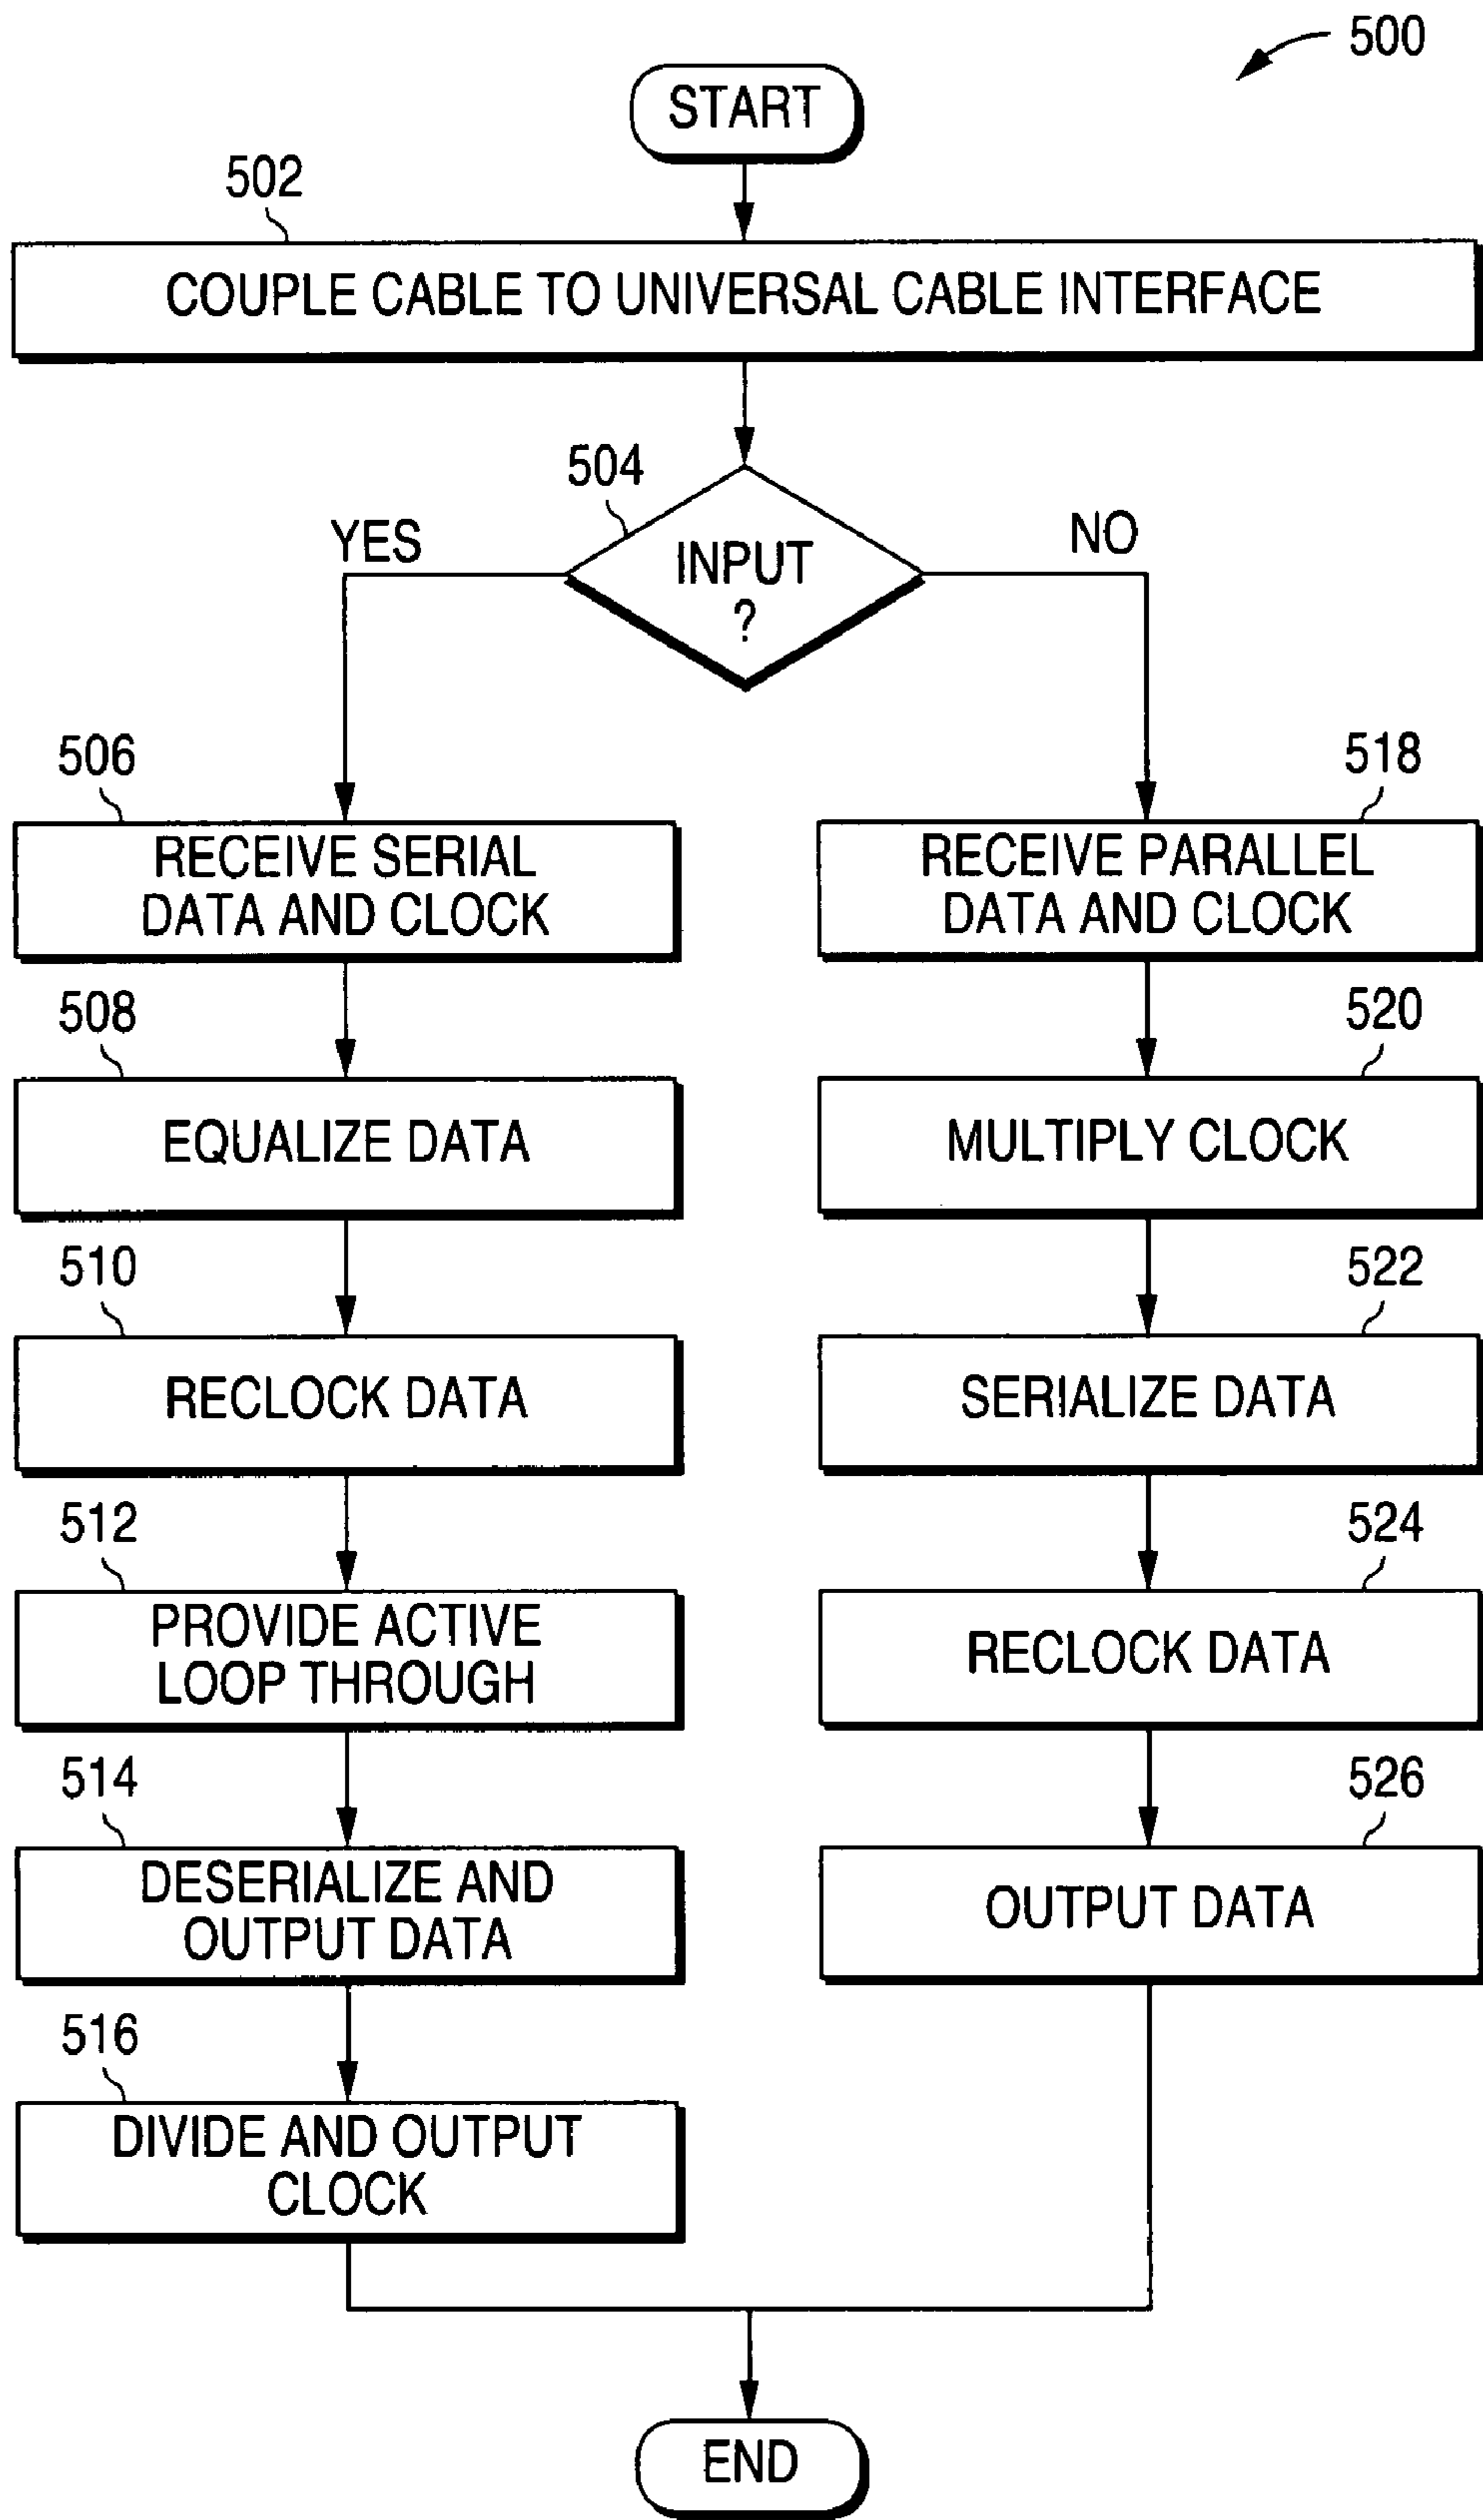 500
START
502
COUPLE CABLE TO UNIVERSAL CABLE INTERFACE
504
YES
INPUT
?
NO
506
RECEIVE SERIAL
DATA AND CLOCK
508
EQUALIZE DATA
510
RECLOCK DATA
512
PROVIDE ACTIVE
LOOP THROUGH
514
DESERIALIZE AND
OUTPUT DATA
516
DIVIDE AND OUTPUT
CLOCK
518
RECEIVE PARALLEL
DATA AND CLOCK
520
MULTIPLY CLOCK
522
SERIALIZE DATA
524
RECLOCK DATA
526
OUTPUT DATA
END